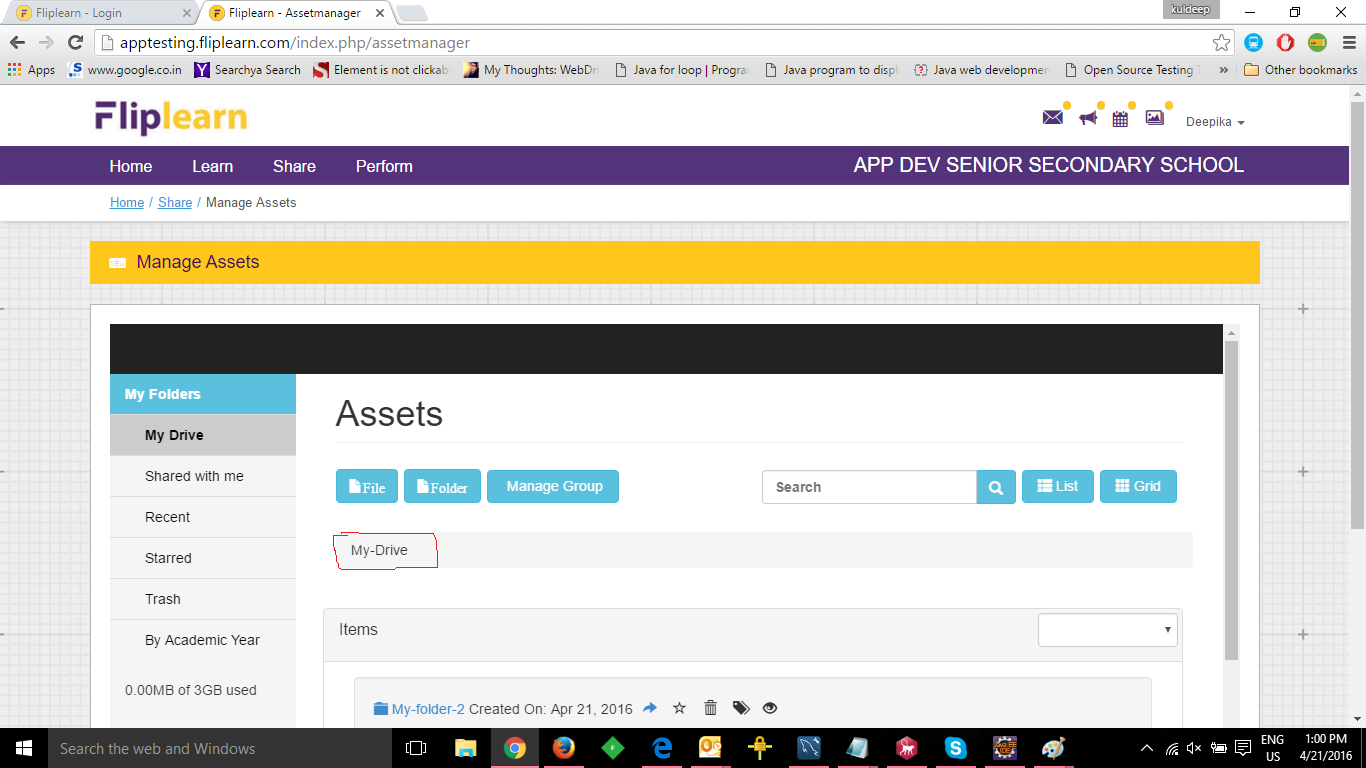 Fliplearn - Login
Fliplearn - Assetmanager
kuldeep
apptesting.fliplearn.com/index.php/assetmanager
Apps
www.google.co.in
Searchya Search
Element is not clickab
My Thoughts: WebDri
Java for loop | Progra
Java program to displ
Java web developmen
Open Source Testing T
»
Other bookmarks
Fliplearn
Deepika
Home Learn Share Perform
APP DEV SENIOR SECONDARY SCHOOL
Home / Share / Manage Assets
Manage Assets
My Folders
My Drive
Shared with me
Recent
Starred
Trash
By Academic Year
0.00MB of 3GB used
Assets
File Folder Manage Group
Search
List Grid
My-Drive
Items
My-folder-2 Created On: Apr 21, 2016
Search the web and Windows
ENG
US
1:00 PM
4/21/2016